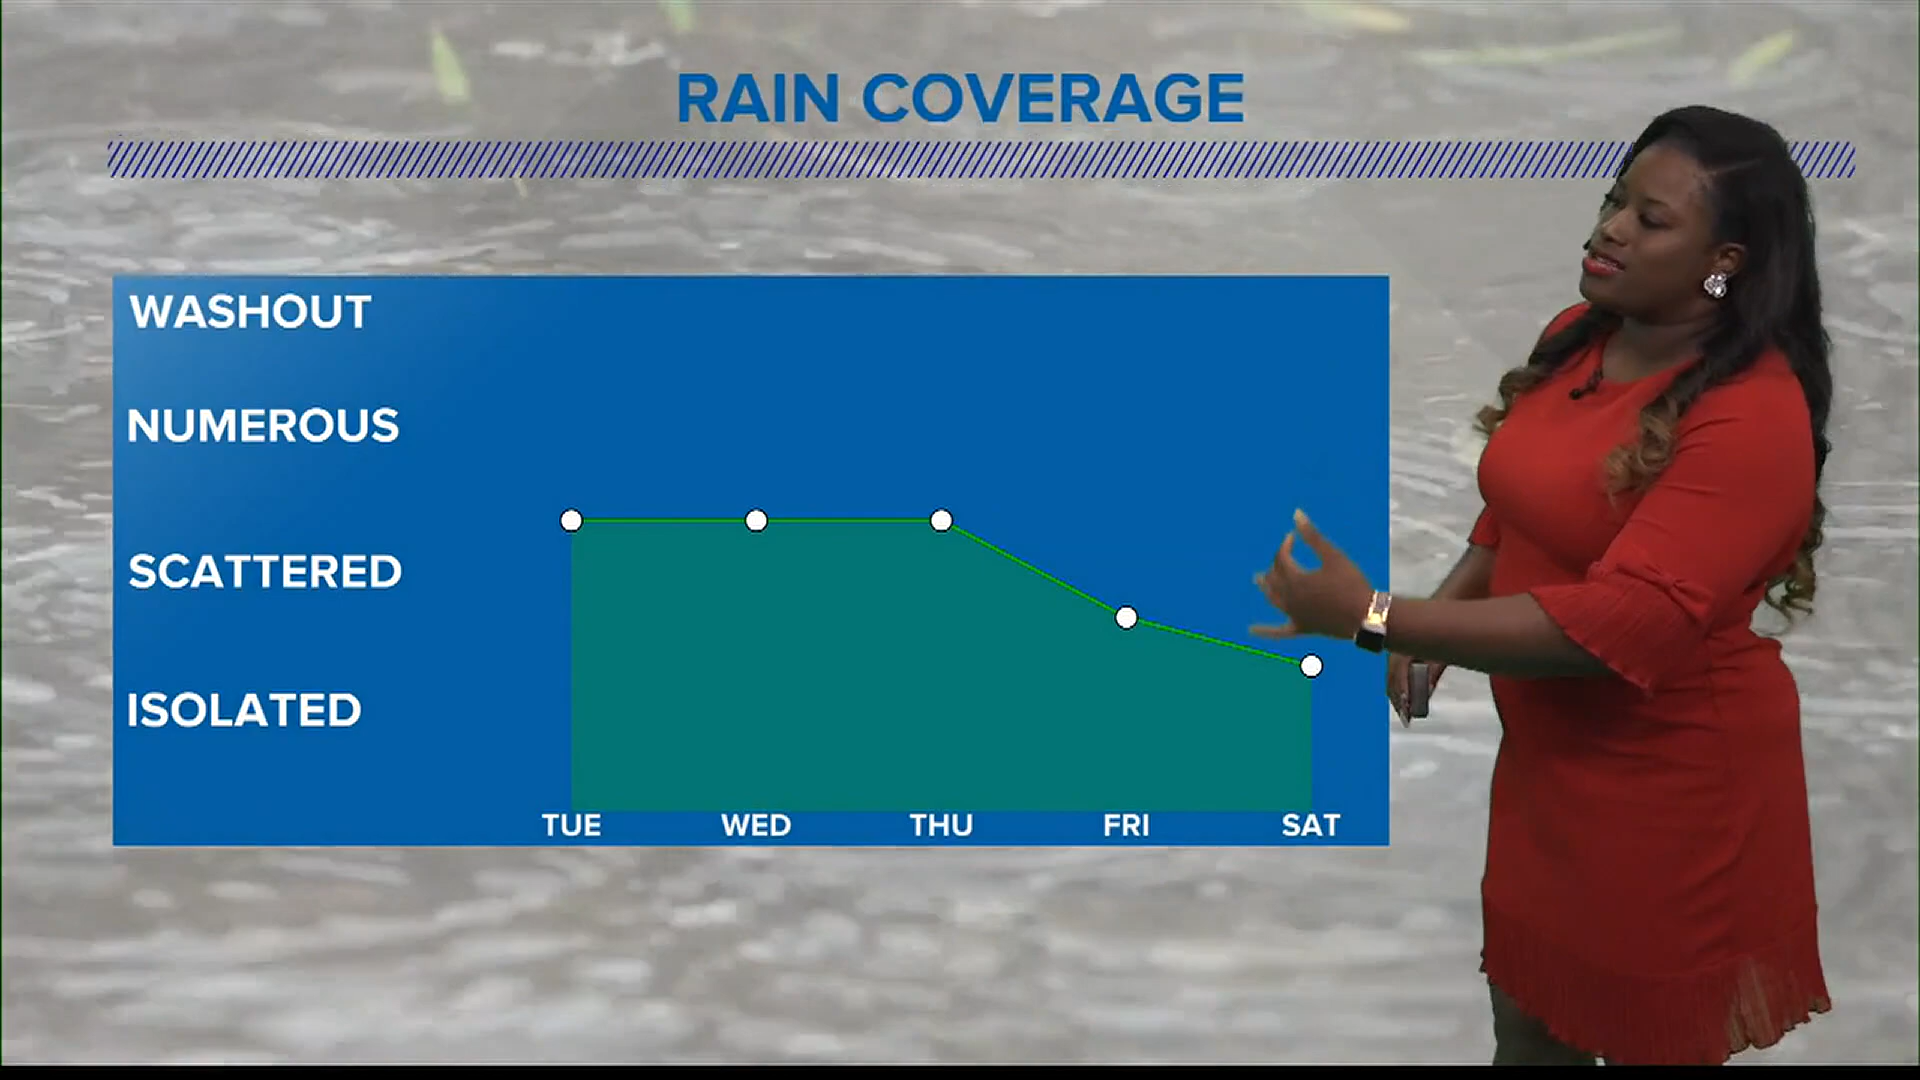 RAIN COVERAGE
WASHOUT
NUMEROUS
SCATTERED
ISOLATED
TUE WED THU FRI SAT